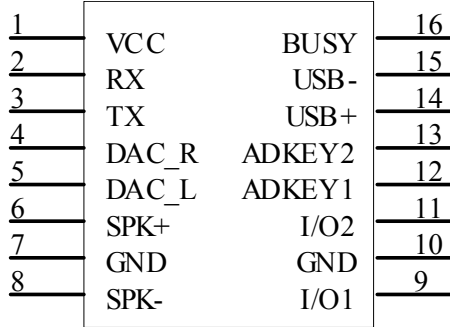 1 VCC BUSY 16
2 RX USB- 15
3 TX USB+ 14
4 DAC_R ADKEY2 13
5 DAC_L ADKEY1 12
6 SPK+ I/O2 11
7 GND GND 10
8 SPK- I/O1 9